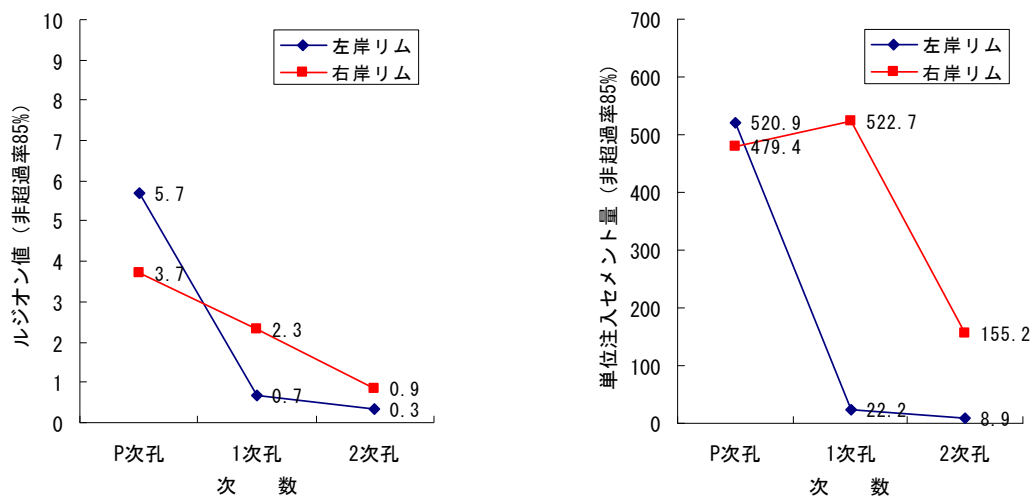 ルジオン値（非超過率85%）
10
9
8
7
6
5
4
3
2
1
0
左岸リム
右岸リム
5.7
3.7
2.3
0.7
0.9
0.3
P次孔
1次孔
2次孔
次　数
単位注入セメント量（非超過率85%）
700
600
500
400
300
200
100
0
左岸リム
右岸リム
520.9
479.4
522.7
155.2
22.2
8.9
P次孔
1次孔
2次孔
次　数